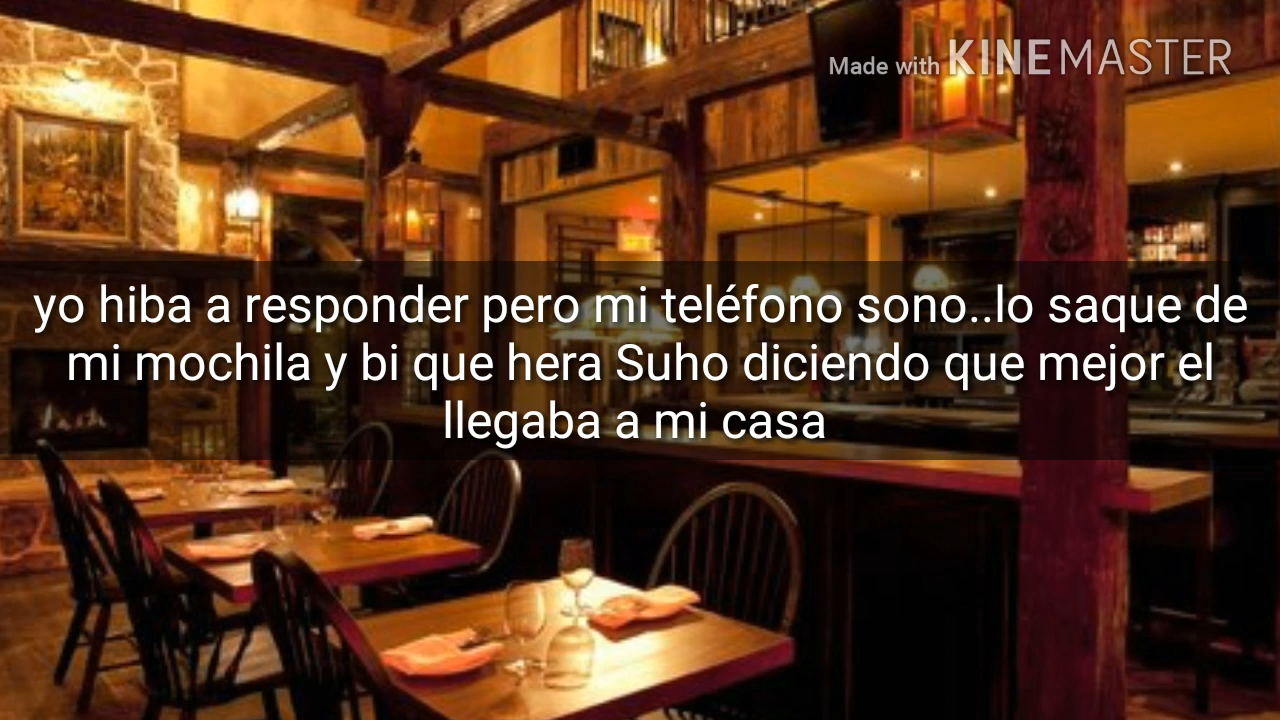 Made with KINEMASTER
yo hiba a responder pero mi teléfono sono..lo saque de
mi mochila y bi que hera Suho diciendo que mejor el
llegaba a mi casa